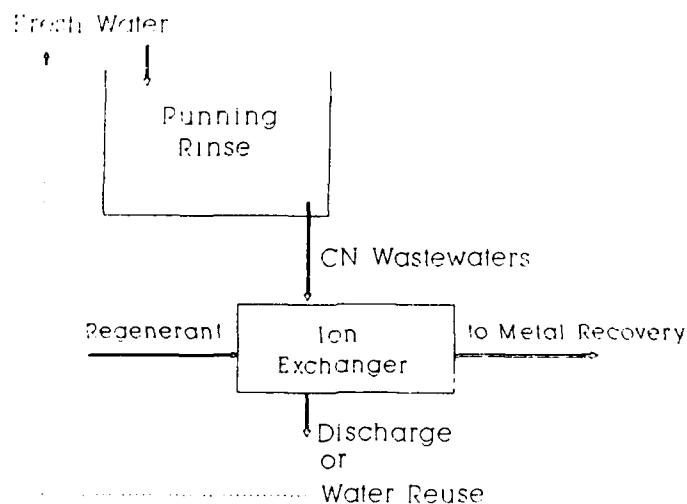 Fresh Water
Running
Rinse
CN Wastewaters
Regenerant
Ion
Exchanger
to Metal Recovery
Discharge
or
Water Reuse